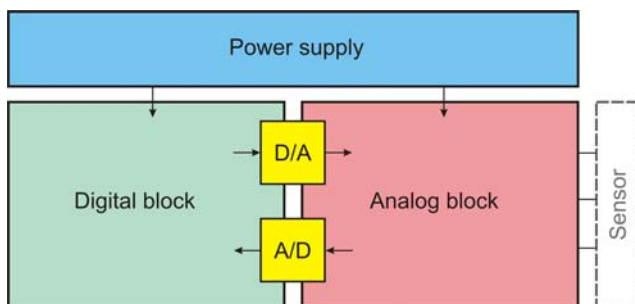 Power supply
D/A
Digital block
Analog block
A/D
Sensor